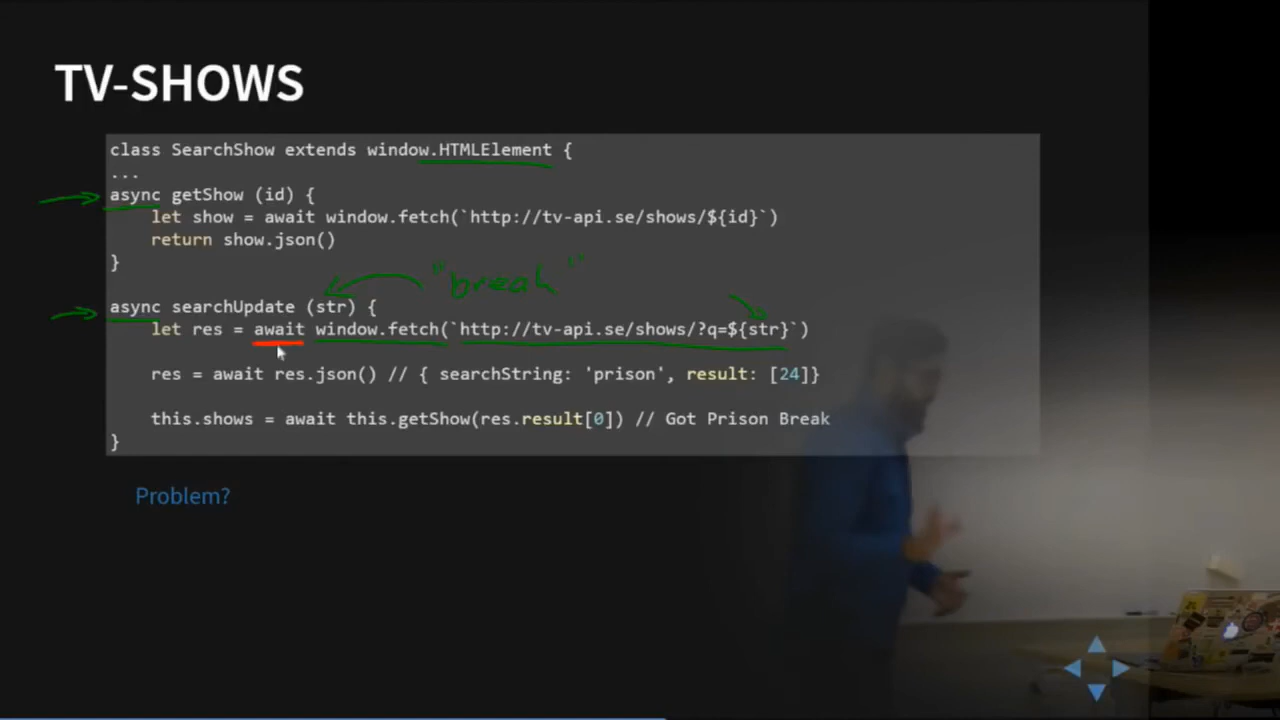 TV-SHOWS
class SearchShow extends window.HTMLElement {
...
async getShow (id) {
let show = await window.fetch(`http://tv-api.se/shows/${id}`)
return show.json()
}
"break"
async searchUpdate (str) {
let res = await window.fetch(`http://tv-api.se/shows/?q=${str}`)
res = await res.json() // { searchString: 'prison', result: [24]}
this.shows = await this.getShow(res.result[0]) // Got Prison Break
}
Problem?